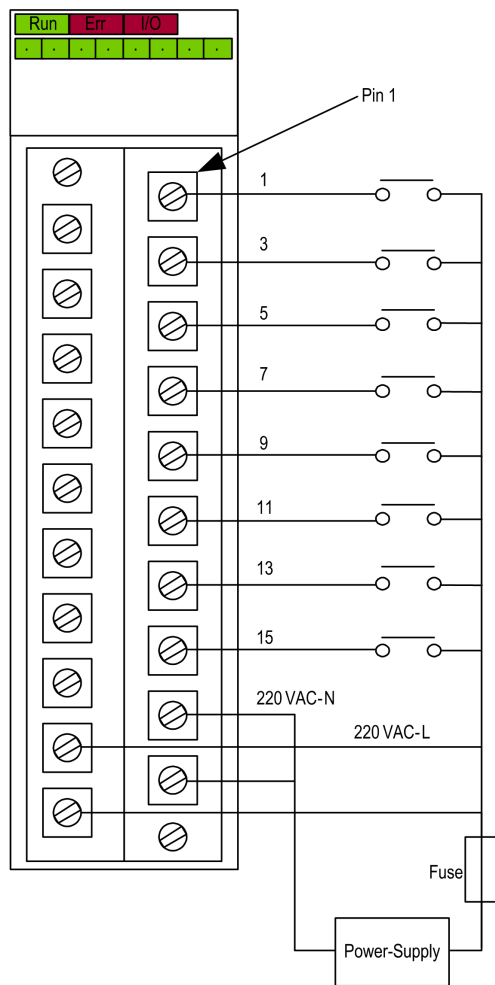 Run Err I/O
Pin 1
1
3
5
7
9
11
13
15
220 VAC-N
220 VAC-L
Fuse
Power-Supply